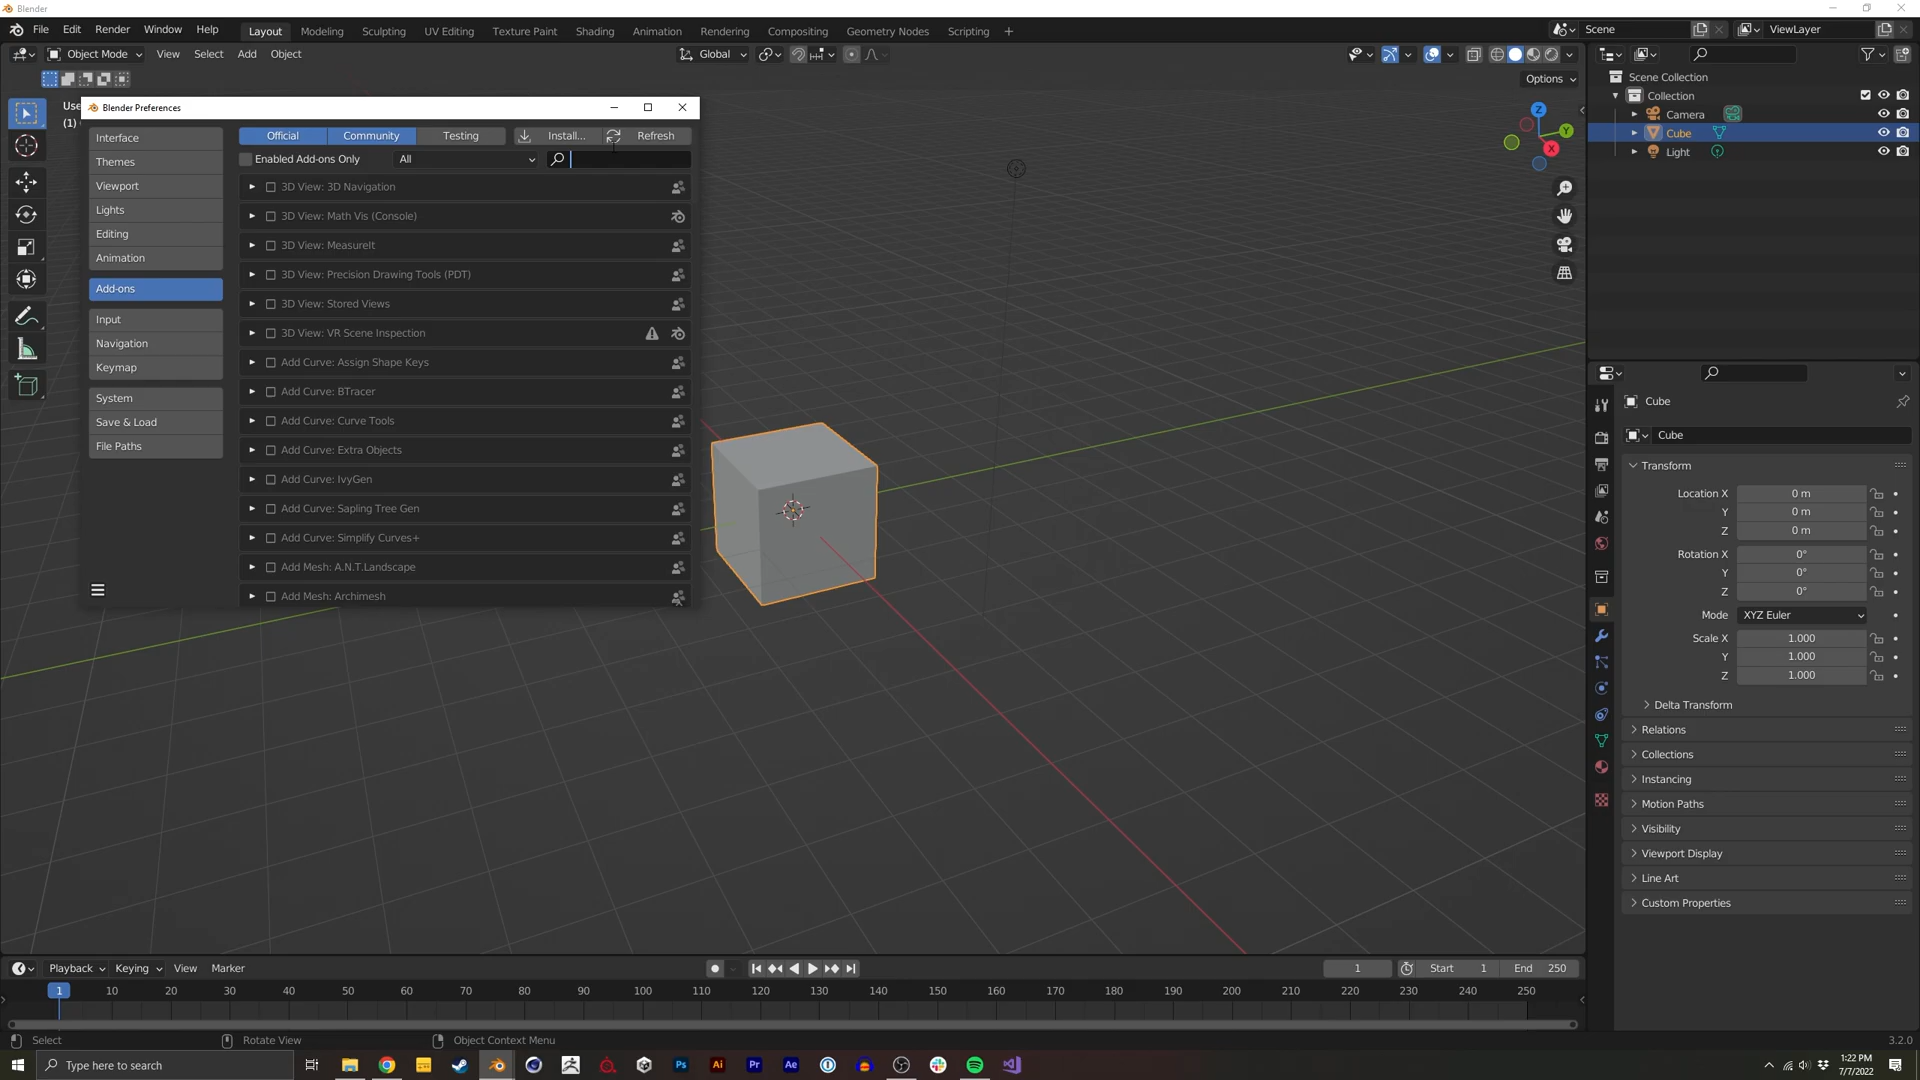 Blender
File Edit Render Window Help Layout Modeling Sculpting UV Editing Texture Paint Shading Animation Rendering Compositing Geometry Nodes Scripting + Scene ViewLayer
Object Mode View Select Add Object Global
Options
Use
(1)
Blender Preferences
Interface
Themes
Viewport
Lights
Editing
Animation
Add-ons
Input
Navigation
Keymap
System
Save & Load
File Paths
Official Community Testing Install... Refresh
Enabled Add-ons Only All
3D View: 3D Navigation
3D View: Math Vis (Console)
3D View: MeasureIt
3D View: Precision Drawing Tools (PDT)
3D View: Stored Views
3D View: VR Scene Inspection
Add Curve: Assign Shape Keys
Add Curve: BTracer
Add Curve: Curve Tools
Add Curve: Extra Objects
Add Curve: IvyGen
Add Curve: Sapling Tree Gen
Add Curve: Simplify Curves+
Add Mesh: A.N.T.Landscape
Add Mesh: Archimesh
Z
Y
X
Scene Collection
Collection
Camera
Cube
Light
Cube
Cube
Transform
Location X 0 m
Y 0 m
Z 0 m
Rotation X 0°
Y 0°
Z 0°
Mode XYZ Euler
Scale X 1.000
Y 1.000
Z 1.000
Delta Transform
Relations
Collections
Instancing
Motion Paths
Visibility
Viewport Display
Line Art
Custom Properties
Playback Keying View Marker 1 Start 1 End 250
1 10 20 30 40 50 60 70 80 90 100 110 120 130 140 150 160 170 180 190 200 210 220 230 240 250
Select Rotate View Object Context Menu 3.2.0
Type here to search Ps Ai Pr Ae 1:22 PM
7/7/2022